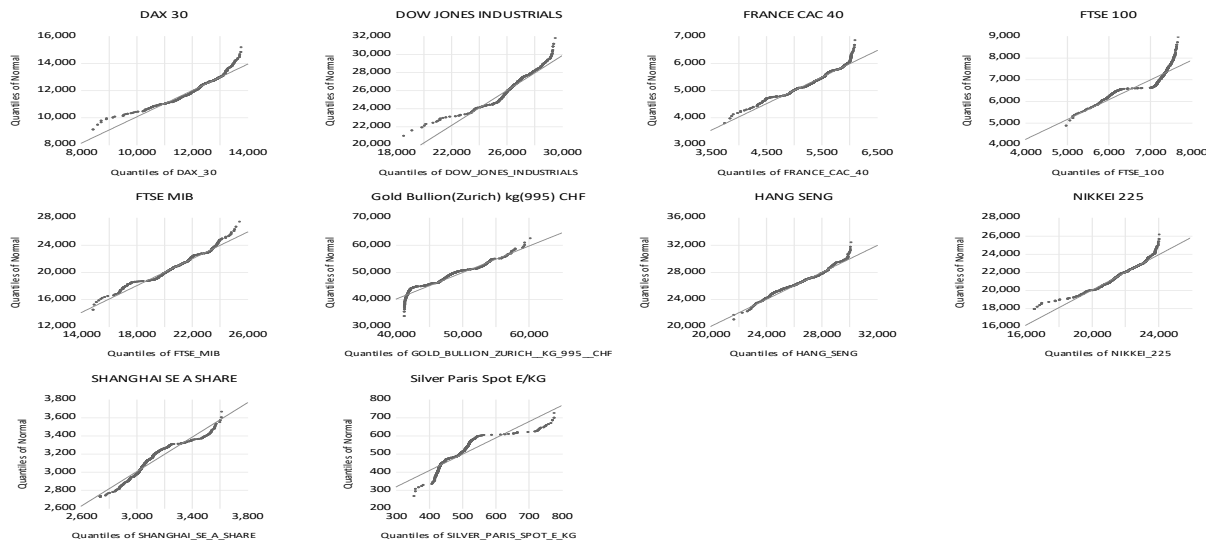 DAX 30
Quantiles of Normal
16,000
14,000
12,000
10,000
8,000
8,000 10,000 12,000 14,000
Quantiles of DAX_30
DOW JONES INDUSTRIALS
Quantiles of Normal
32,000
30,000
28,000
26,000
24,000
22,000
20,000
18,000 22,000 26,000 30,000
Quantiles of DOW_JONES_INDUSTRIALS
FRANCE CAC 40
Quantiles of Normal
7,000
6,000
5,000
4,000
3,000
3,500 4,500 5,500 6,500
Quantiles of FRANCE_CAC_40
FTSE 100
Quantiles of Normal
9,000
8,000
7,000
6,000
5,000
4,000
4,000 5,000 6,000 7,000 8,000
Quantiles of FTSE_100
FTSE MIB
Quantiles of Normal
28,000
24,000
20,000
16,000
12,000
14,000 18,000 22,000 26,000
Quantiles of FTSE_MIB
Gold Bullion(Zurich) kg(995) CHF
Quantiles of Normal
70,000
60,000
50,000
40,000
30,000
40,000 50,000 60,000
Quantiles of GOLD_BULLION_ZURICH__KG_995__CHF
HANG SENG
Quantiles of Normal
36,000
32,000
28,000
24,000
20,000
20,000 24,000 28,000 32,000
Quantiles of HANG_SENG
NIKKEI 225
Quantiles of Normal
28,000
26,000
24,000
22,000
20,000
18,000
16,000
16,000 20,000 24,000
Quantiles of NIKKEI_225
SHANGHAI SE A SHARE
Quantiles of Normal
3,800
3,600
3,400
3,200
3,000
2,800
2,600
2,600 3,000 3,400 3,800
Quantiles of SHANGHAI_SE_A_SHARE
Silver Paris Spot E/KG
Quantiles of Normal
800
700
600
500
400
300
200
300 400 500 600 700 800
Quantiles of SILVER_PARIS_SPOT_E_KG